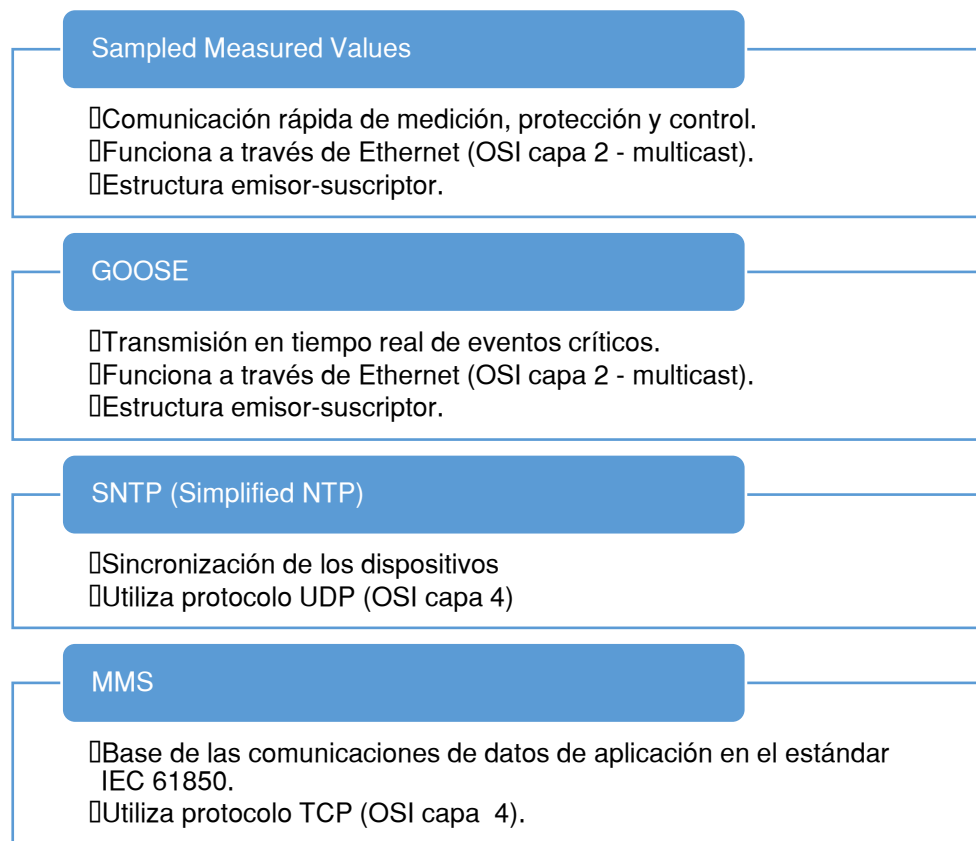 Sampled Measured Values
Comunicación rápida de medición, protección y control.
Funciona a través de Ethernet (OSI capa 2 - multicast).
Estructura emisor-suscriptor.
GOOSE
Transmisión en tiempo real de eventos críticos.
Funciona a través de Ethernet (OSI capa 2 - multicast).
Estructura emisor-suscriptor.
SNTP (Simplified NTP)
Sincronización de los dispositivos
Utiliza protocolo UDP (OSI capa 4)
MMS
Base de las comunicaciones de datos de aplicación en el estándar
IEC 61850.
Utiliza protocolo TCP (OSI capa  4).